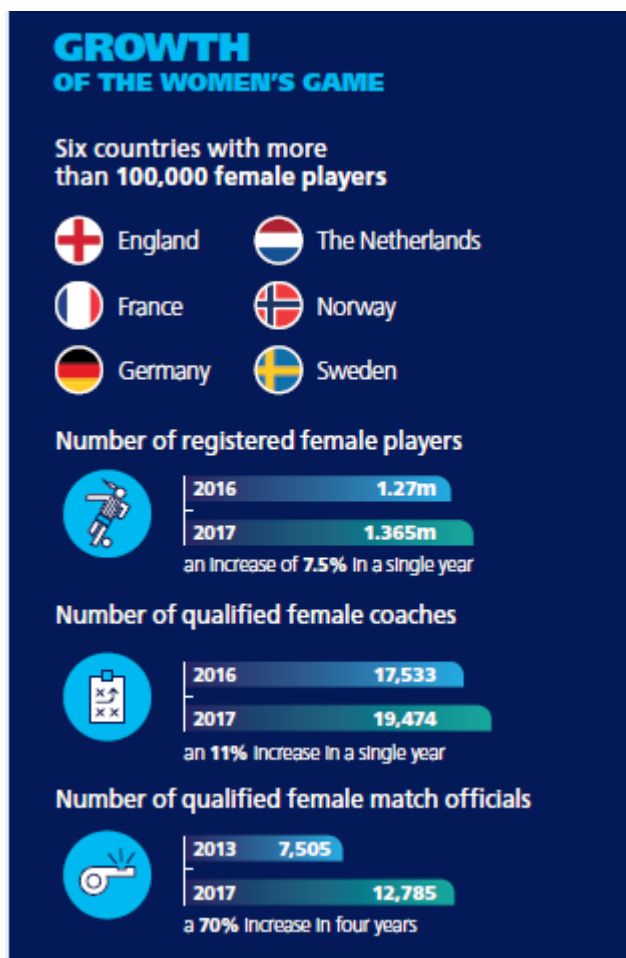 GROWTH
OF THE WOMEN'S GAME
Six countries with more
than 100,000 female players
England
The Netherlands
France
Norway
Germany
Sweden
Number of registered female players
2016 1.27m
2017 1.365m
an increase of 7.5% in a single year
Number of qualified female coaches
2016 17,533
2017 19,474
an 11% increase in a single year
Number of qualified female match officials
2013 7,505
2017 12,785
a 70% increase in four years